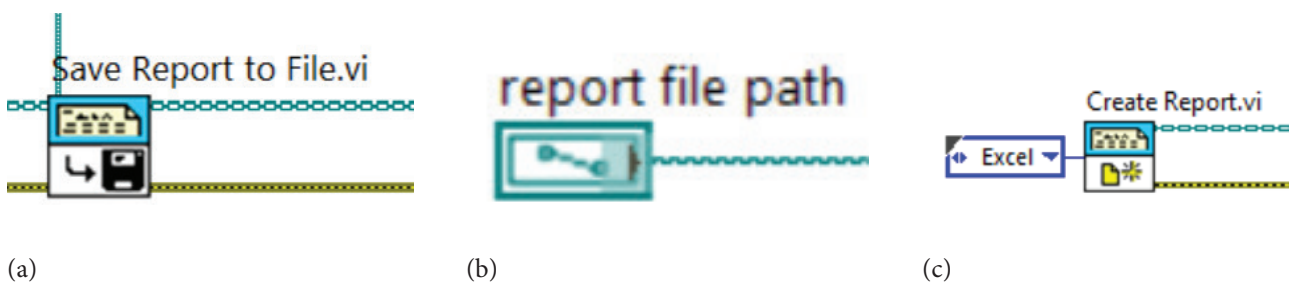 Save Report to File.vi
report file path
Create Report.vi
Excel
(a)
(b)
(c)